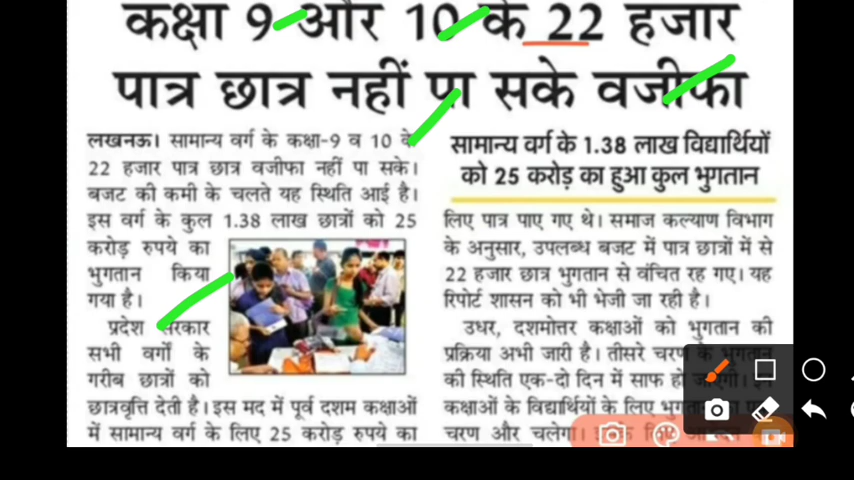 कक्षा 9 और 10 के 22 हजार
पात्र छात्र नहीं पा सके वजीफा
लखनऊ। सामान्य वर्ग के कक्षा-9 व 10 के
22 हजार पात्र छात्र वजीफा नहीं पा सके।
बजट की कमी के चलते यह स्थिति आई है।
इस वर्ग के कुल 1.38 लाख छात्रों को 25
करोड़ रुपये का
भुगतान किया
गया है।
प्रदेश सरकार
सभी वर्गों के
गरीब छात्रों को
छात्रवृत्ति देती है। इस मद में पूर्व दशम कक्षाओं
में सामान्य वर्ग के लिए 25 करोड़ रुपये का
सामान्य वर्ग के 1.38 लाख विद्यार्थियों
को 25 करोड़ का हुआ कुल भुगतान
लिए पात्र पाए गए थे। समाज कल्याण विभाग
के अनुसार, उपलब्ध बजट में पात्र छात्रों में से
22 हजार छात्र भुगतान से वंचित रह गए। यह
रिपोर्ट शासन को भी भेजी जा रही है।
उधर, दशमोत्तर कक्षाओं को भुगतान की
प्रक्रिया अभी जारी है। तीसरे चरण के भुगतान
की स्थिति एक-दो दिन में साफ हो जाएगी। इन
कक्षाओं के विद्यार्थियों के लिए भुगतान का
चरण और चलेगा।